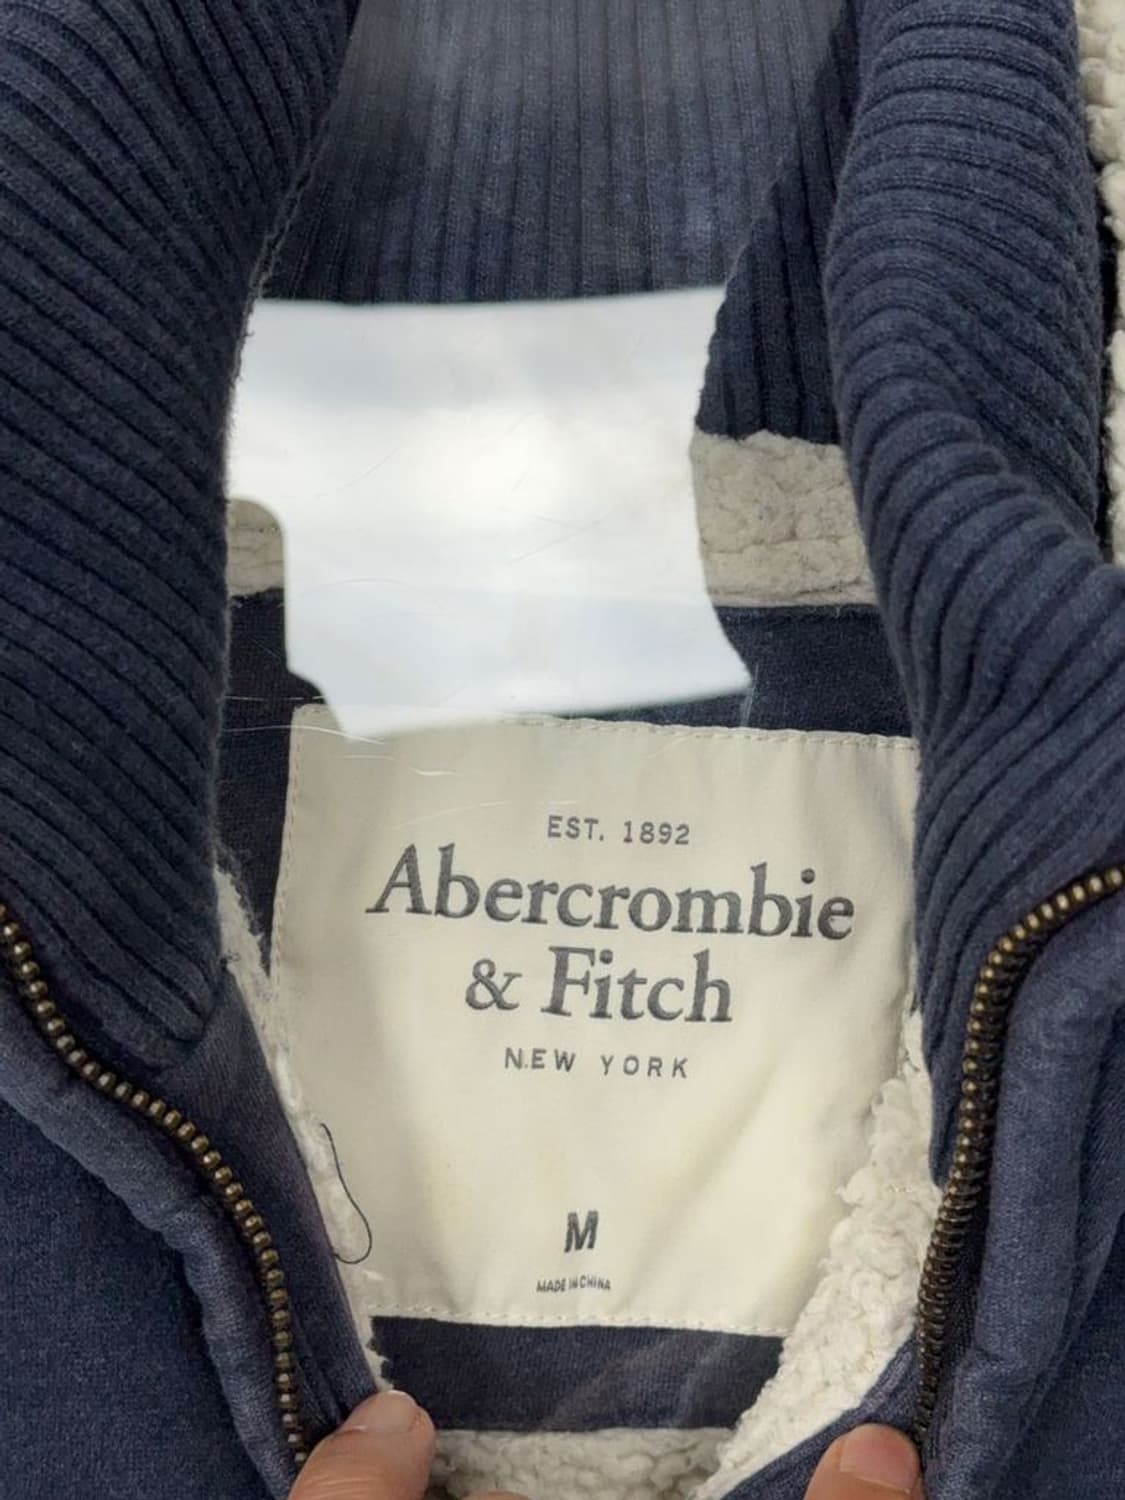 EST. 1892
Abercrombie
& Fitch
NEW YORK
M
MADE IN CHINA